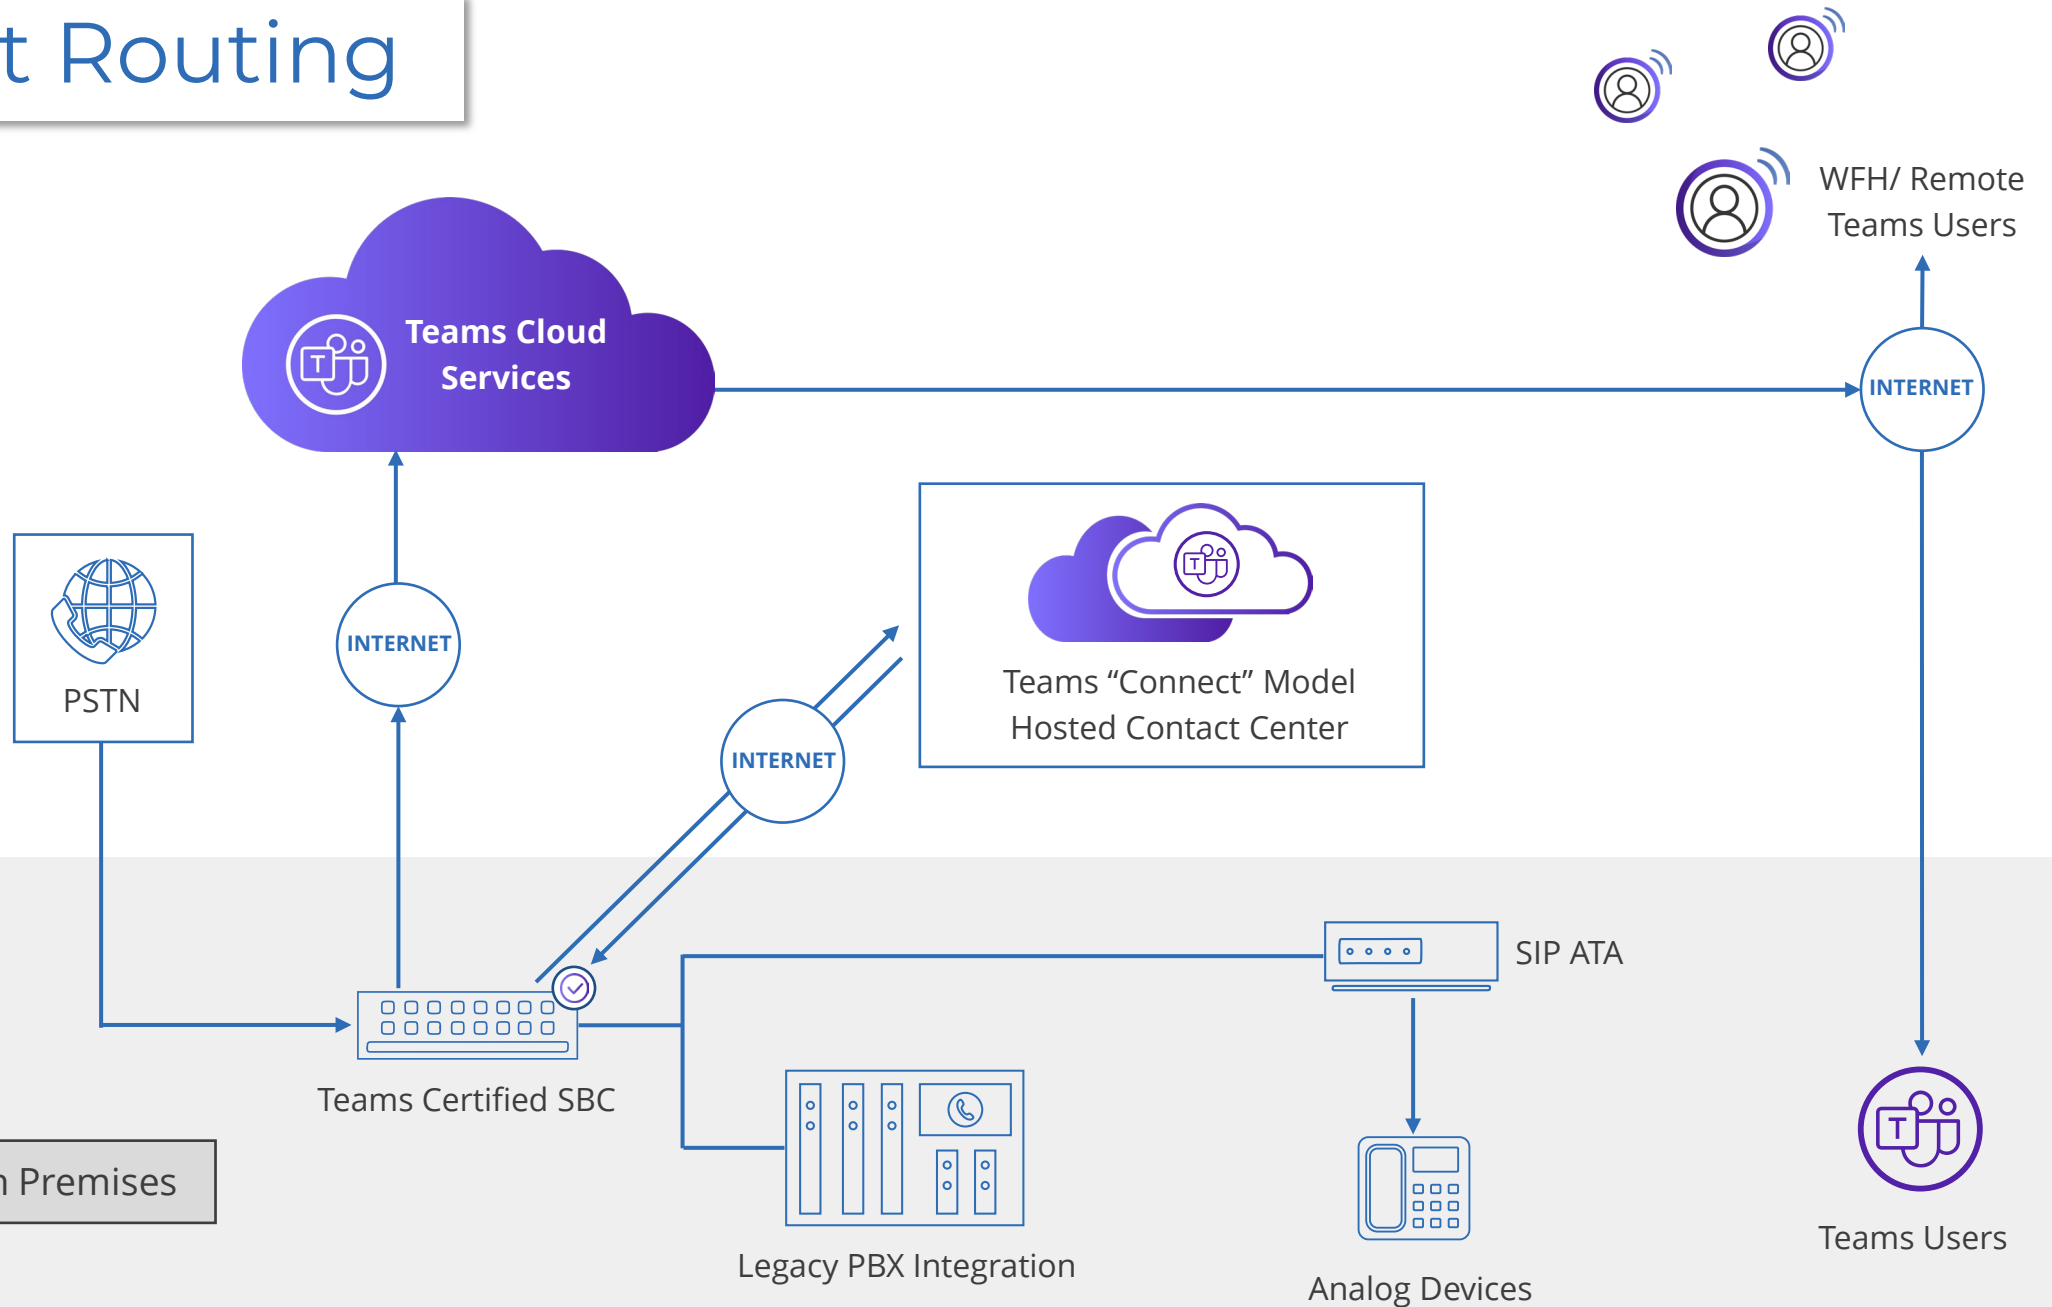 t Routing
WFH/ Remote
Teams Users
Teams Cloud
Services
INTERNET
PSTN
INTERNET
Teams “Connect” Model
Hosted Contact Center
INTERNET
SIP ATA
Teams Certified SBC
n Premises
Legacy PBX Integration
Analog Devices
Teams Users